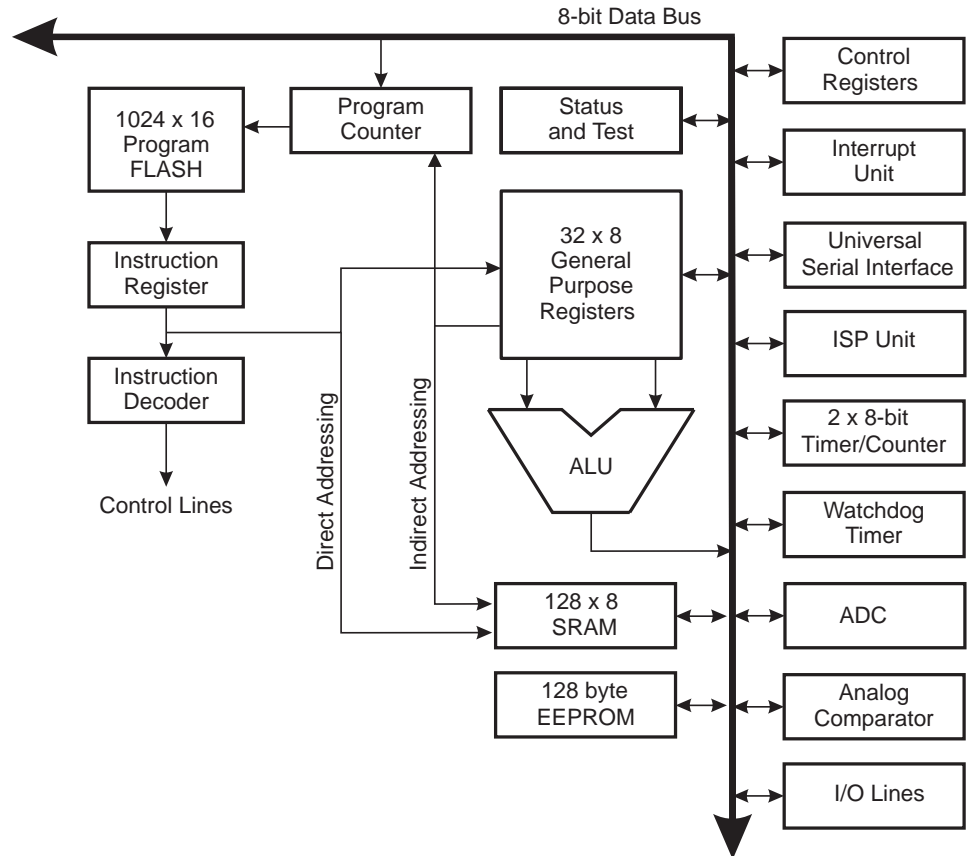 8-bit Data Bus
1024 x 16
Program
FLASH
Program
Counter
Status
and Test
Control
Registers
Interrupt
Unit
Instruction
Register
32 x 8
General
Purpose
Registers
Universal
Serial Interface
ISP Unit
Instruction
Decoder
Control Lines
Direct Addressing
Indirect Addressing
ALU
2 x 8-bit
Timer/Counter
Watchdog
Timer
128 x 8
SRAM
ADC
128 byte
EEPROM
Analog
Comparator
I/O Lines